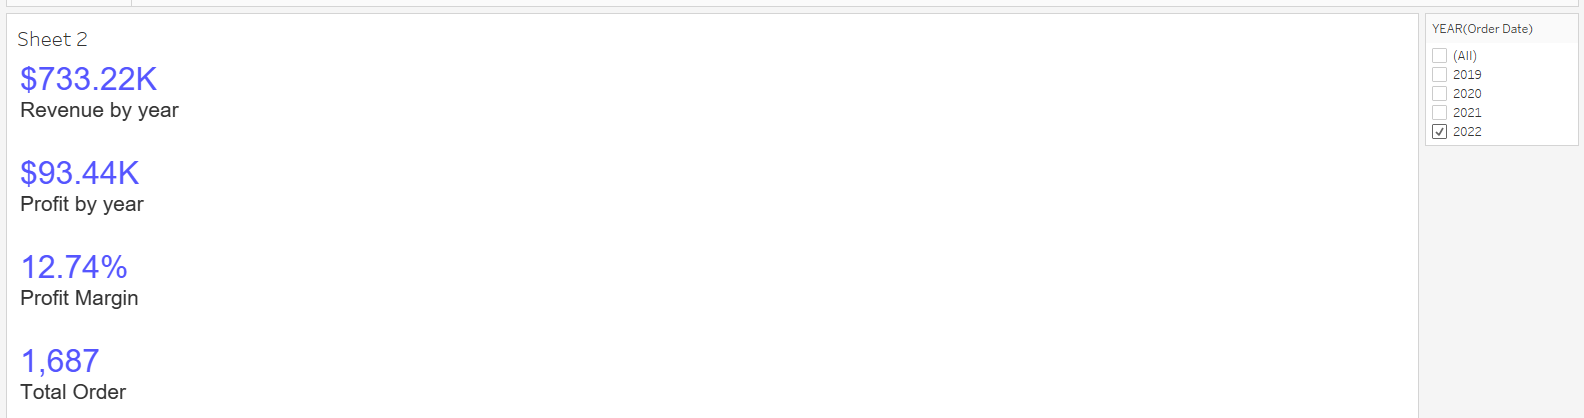 Sheet 2
$733.22K
Revenue by year
$93.44K
Profit by year
12.74%
Profit Margin
1,687
Total Order
YEAR(Order Date)
(All)
2019
2020
2021
2022